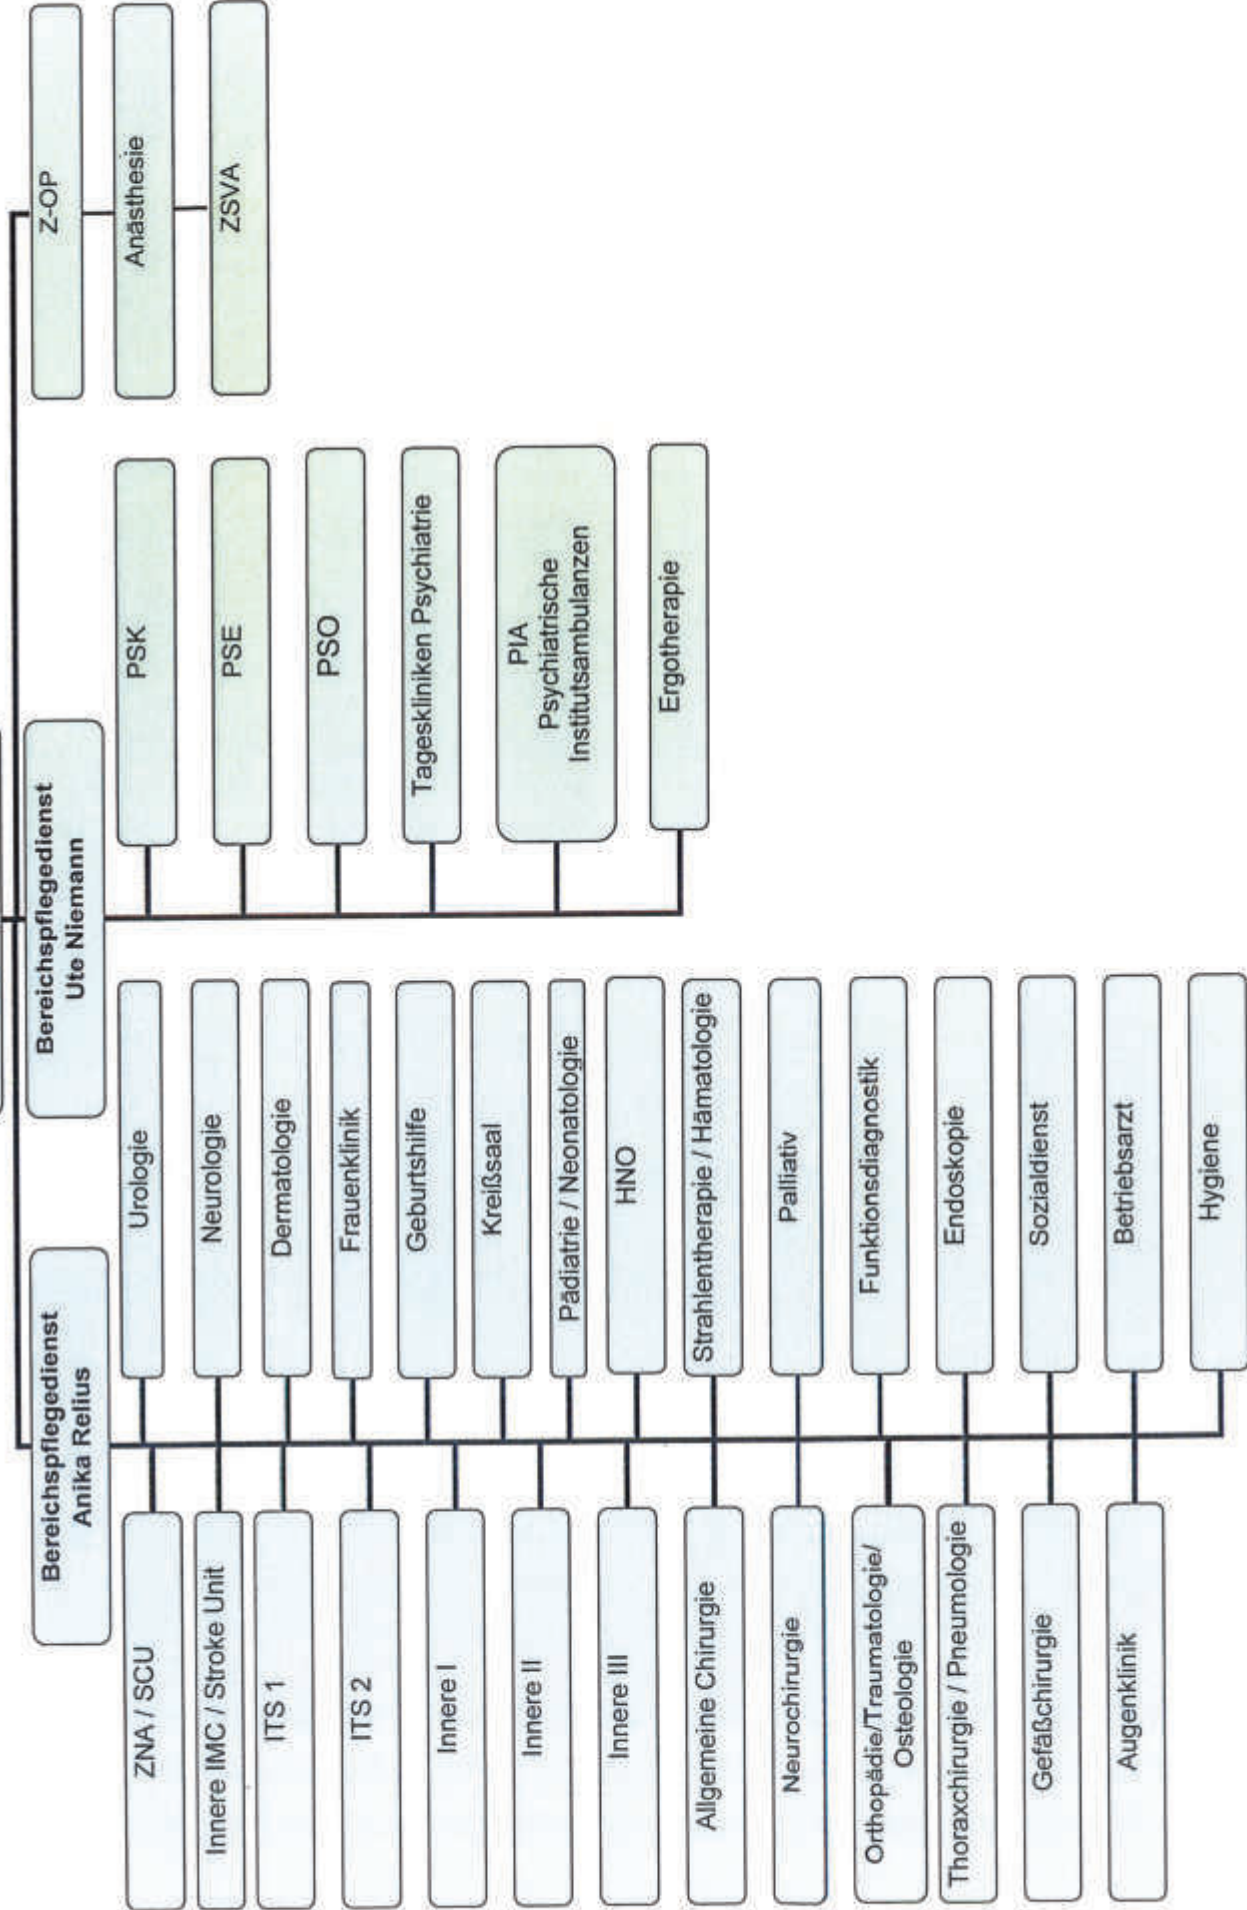 Bereichspflegedienst
Anika Relius
ZNA / SCU
Innere IMC / Stroke Unit
ITS 1
ITS 2
Innere I
Innere II
Innere III
Allgemeine Chirurgie
Neurochirurgie
Orthopädie/Traumatologie/
Osteologie
Thoraxchirurgie / Pneumologie
Gefäßchirurgie
Augenklinik
Urologie
Neurologie
Dermatologie
Frauenklinik
Geburtshilfe
Kreißsaal
Pädiatrie / Neonatologie
HNO
Strahlentherapie / Hämatologie
Palliativ
Funktionsdiagnostik
Endoskopie
Sozialdienst
Betriebsarzt
Hygiene
Bereichspflegedienst
Ute Niemann
PSK
PSE
PSO
Tageskliniken Psychiatrie
PIA
Psychiatrische
Institutsambulanzen
Ergotherapie
Z-OP
Anästhesie
ZSVA